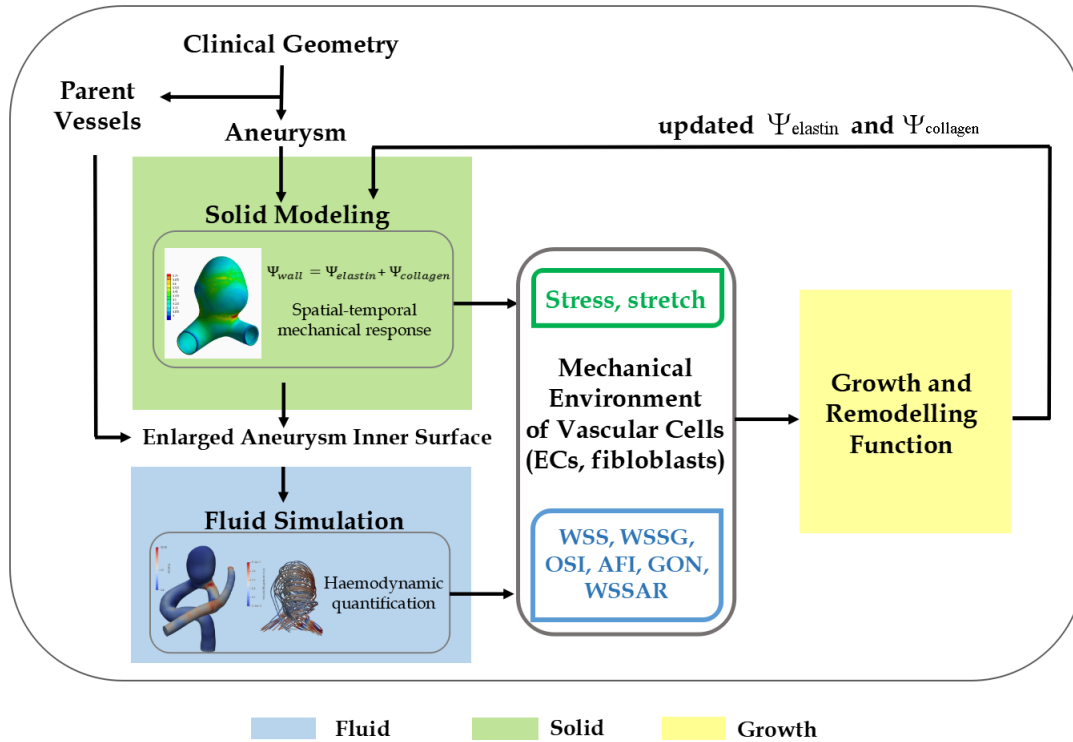 Clinical Geometry
Parent
Vessels
Aneurysm
updated Ψelastin and Ψcollagen
Solid Modeling
Ψwall = Ψelastin + Ψcollagen
Spatial-temporal
mechanical response
Stress, stretch
Mechanical
Environment
of Vascular Cells
(ECs, fibloblasts)
Growth and
Remodelling
Function
Enlarged Aneurysm Inner Surface
Fluid Simulation
Haemodynamic
quantification
WSS, WSSG,
OSI, AFI, GON,
WSSAR
Fluid
Solid
Growth